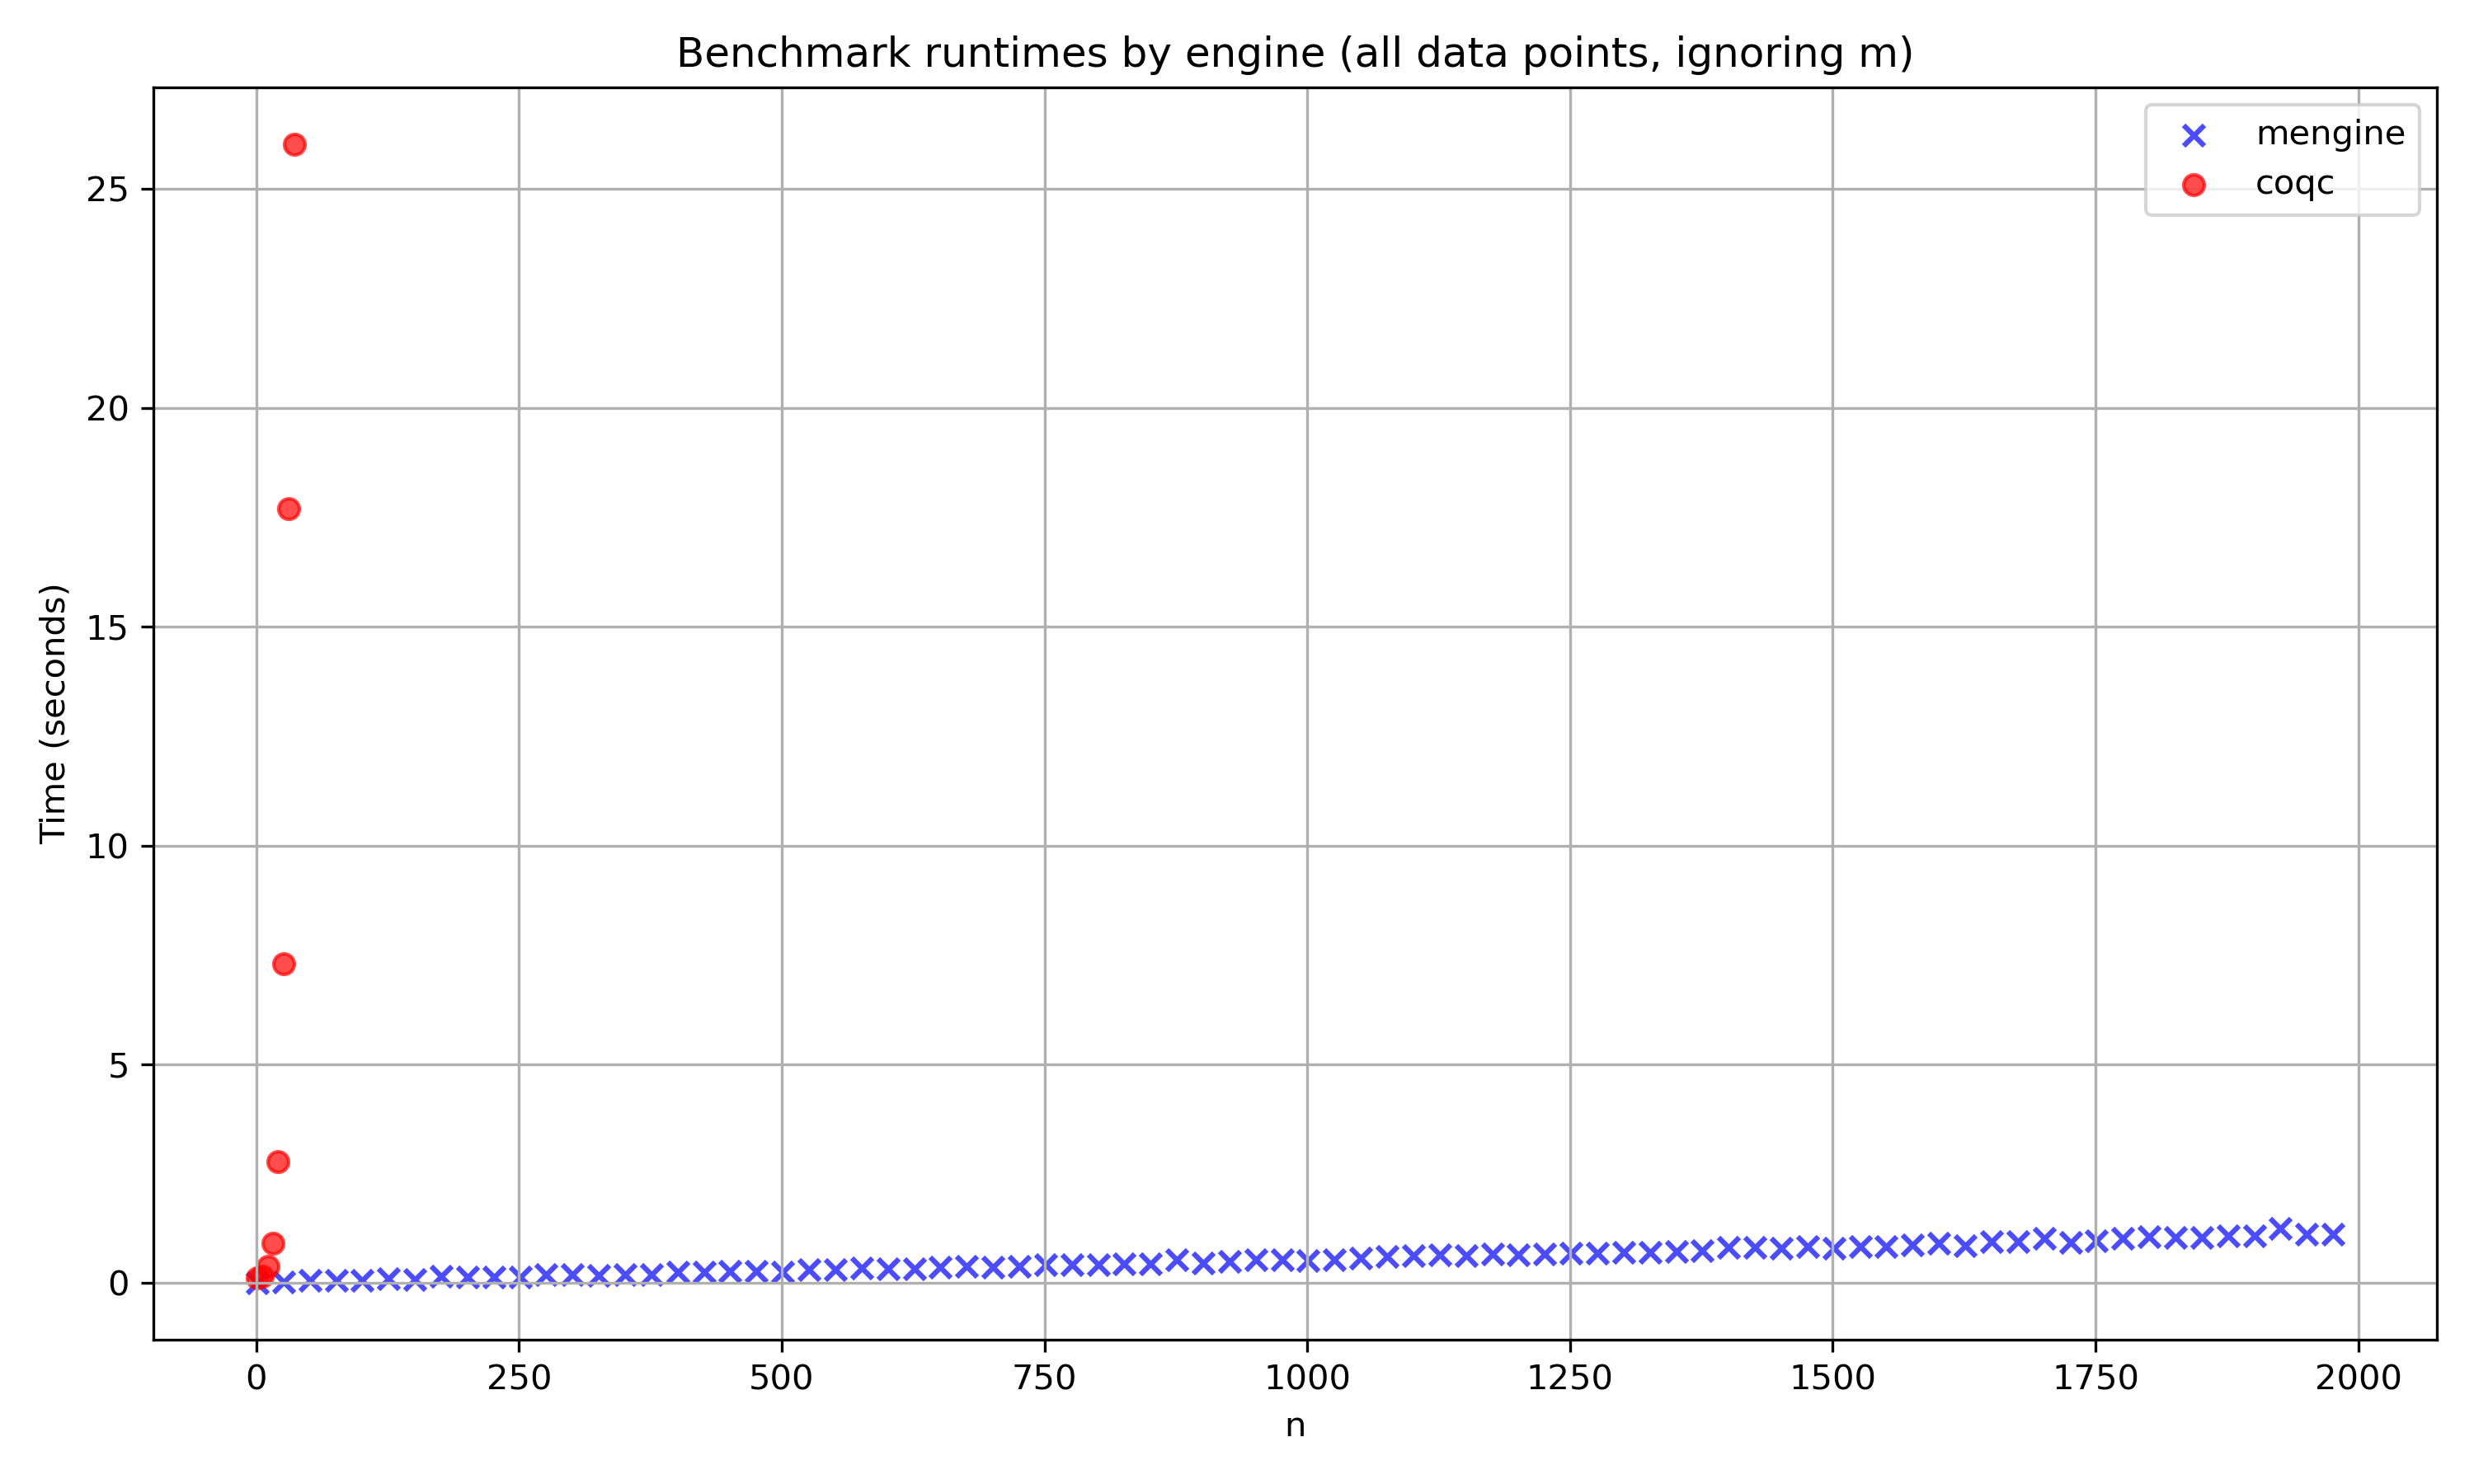 Benchmark runtimes by engine (all data points, ignoring m)
mengine
coqc
25
20
15
10
5
0
Time (seconds)
0 250 500 750 1000 1250 1500 1750 2000
n